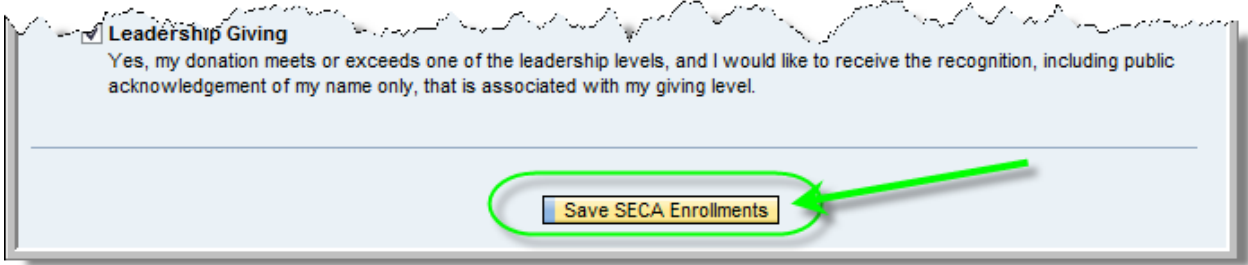 Leadership Giving
Yes, my donation meets or exceeds one of the leadership levels, and I would like to receive the recognition, including public
acknowledgement of my name only, that is associated with my giving level.
Save SECA Enrollments